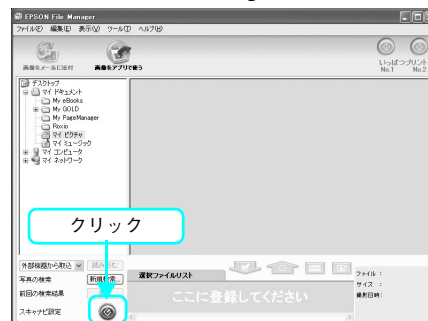 EPSON File Manager
ファイル(F) 編集(E) 表示(V) ツール(T) ヘルプ(H)
画像をメールに添付 画像をアプリで使う
いっぱつプリント
No.1 No.2
デスクトップ
マイ ドキュメント
My eBooks
My GOLD
My PageManager
Roxio
マイ ピクチャ
マイ ミュージック
マイ コンピュータ
マイ ネットワーク
クリック
外部機器から取込 読み込む
写真の検索 新規検索...
前回の検索結果
スキャナビ設定
選択ファイルリスト
ここに登録してください
ファイル :
サイズ :
撮影日時: